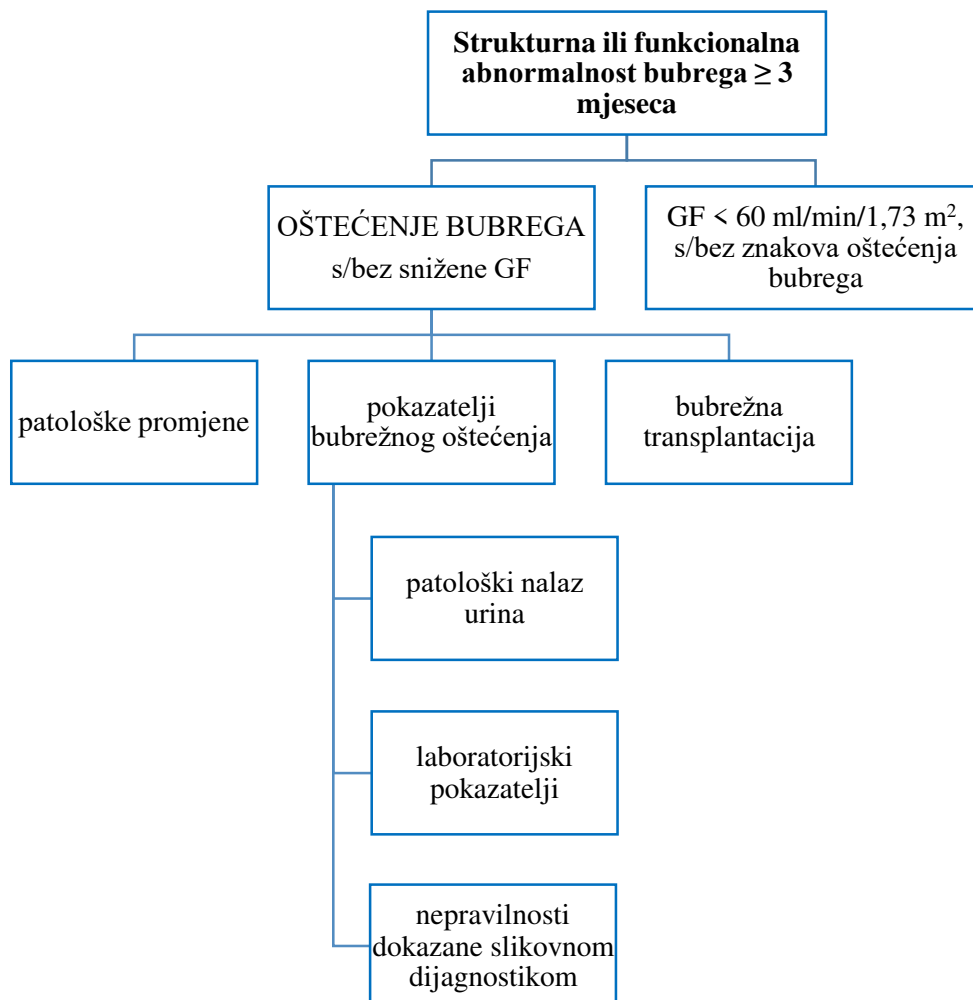 Strukturna ili funkcionalna
abnormalnost bubrega ≥ 3
mjeseca
OŠTEĆENJE BUBREGA
s/bez snižene GF
GF < 60 ml/min/1,73 m²,
s/bez znakova oštećenja
bubrega
patološke promjene
pokazatelji
bubrežnog oštećenja
bubrežna
transplantacija
patološki nalaz
urina
laboratorijski
pokazatelji
nepravilnosti
dokazane slikovnom
dijagnostikom